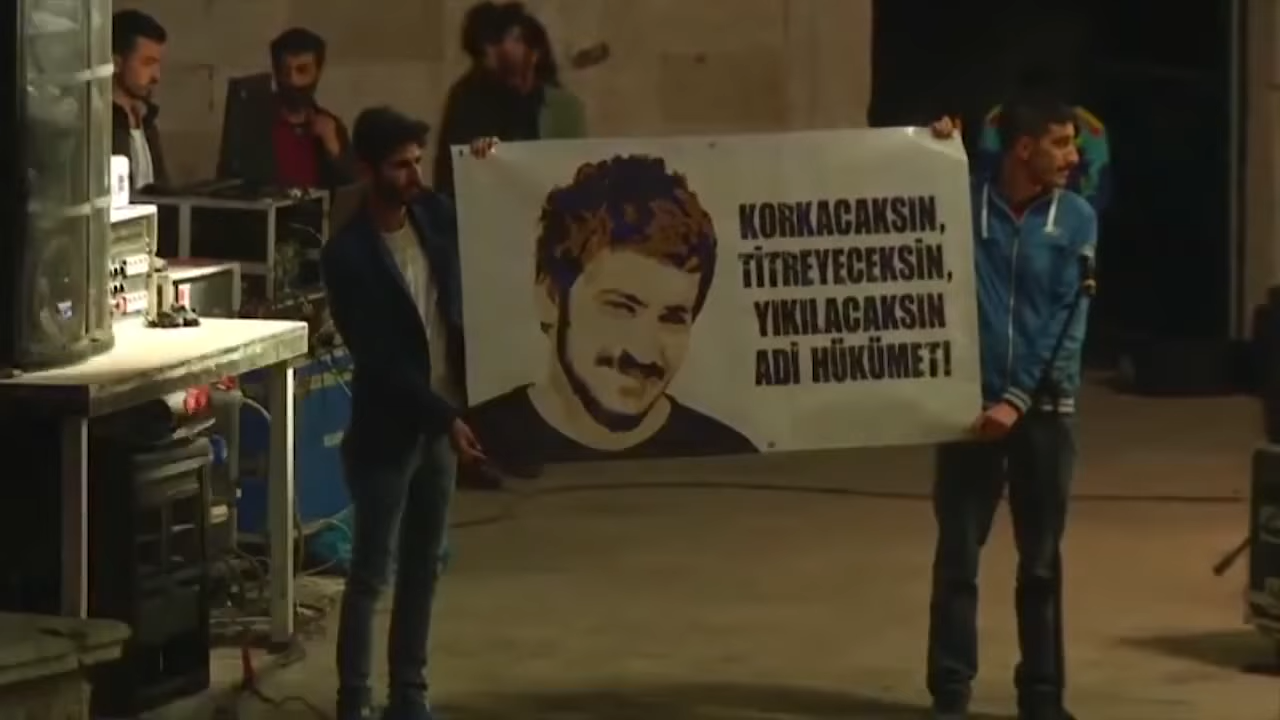 KORKACAKSIN,
TİTREYECEKSİN,
YIKILACAKSIN
ADİ HÜKÜMET!